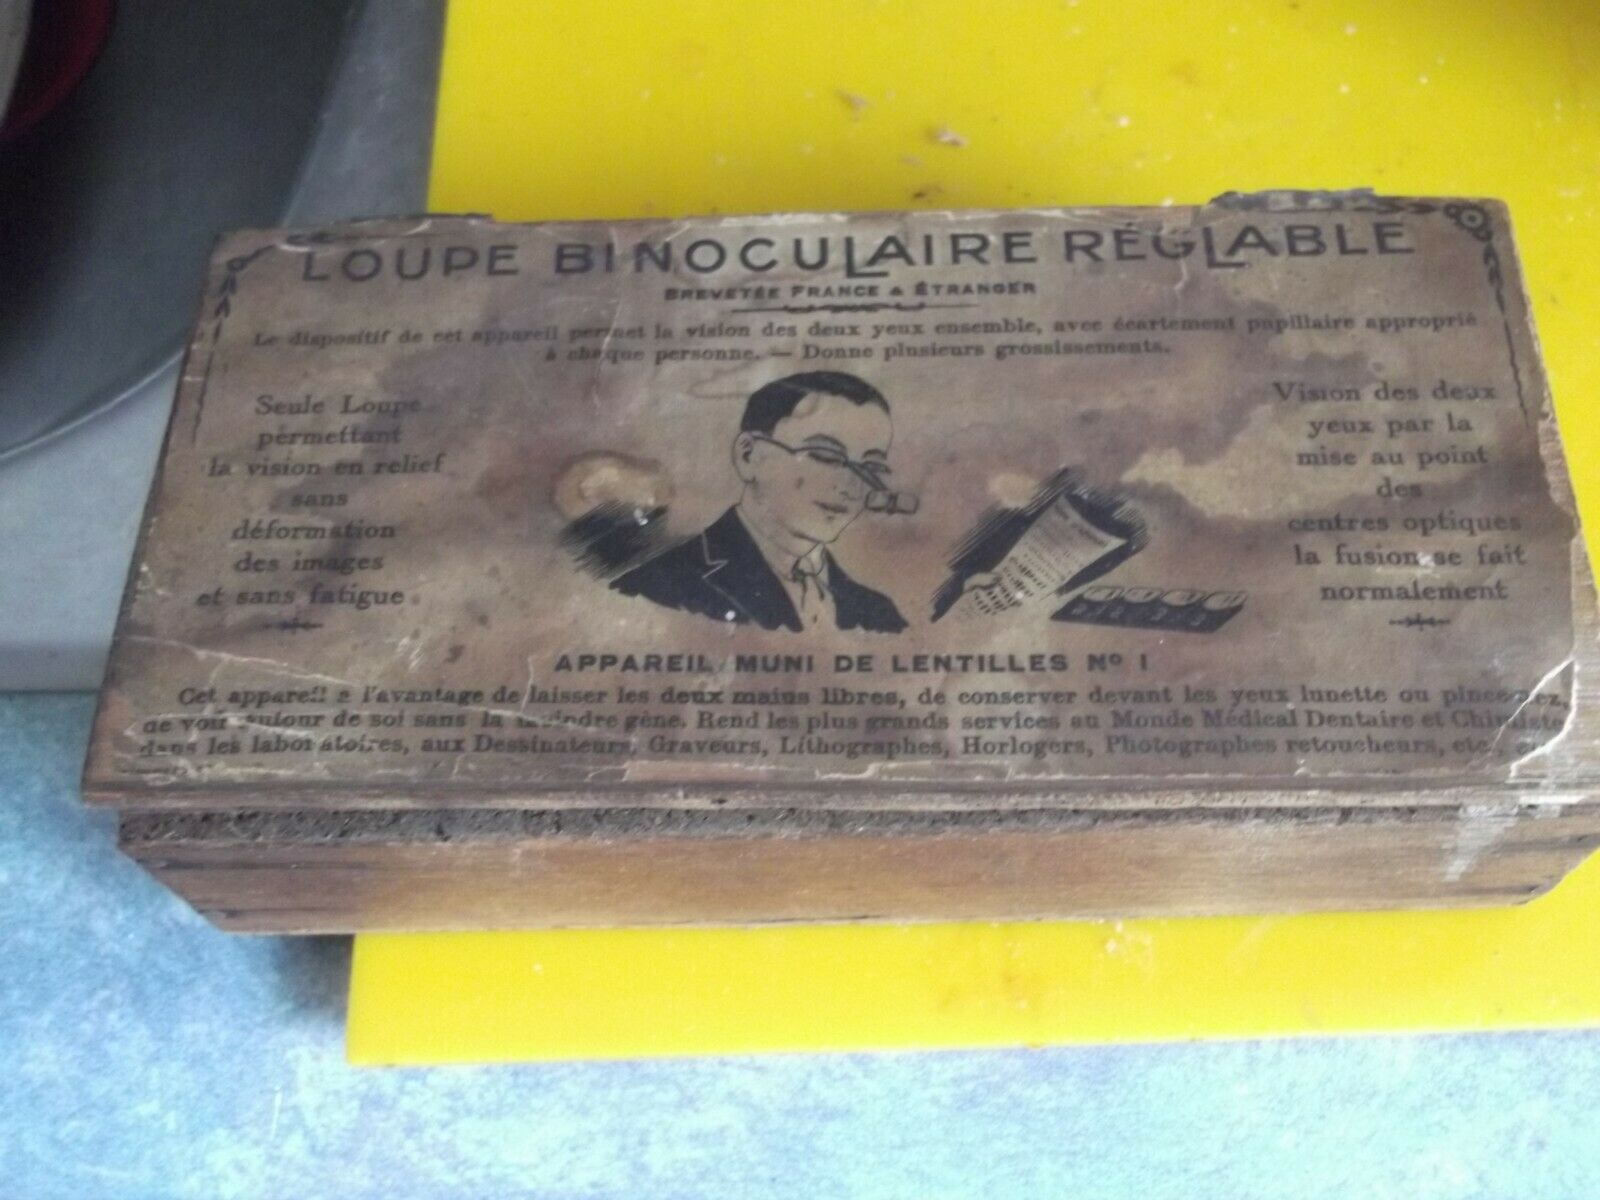 LOUPE BINOCULAIRE RÉGLABLE
BREVETÉE FRANCE & ÉTRANGER
Le dispositif de cet appareil permet la vision des deux yeux ensemble, avec écartement pupillaire approprié
à chaque personne. — Donne plusieurs grossissements.
Seule Loupe
permettant
la vision en relief
sans
déformation
des images
et sans fatigue
Vision des deux
yeux par la
mise au point
des
centres optiques
la fusion se fait
normalement
APPAREIL MUNI DE LENTILLES Nº 1
Cet appareil a l'avantage de laisser les deux mains libres, de conserver devant les yeux lunette ou pince-nez,
de voir autour de soi sans la moindre gêne. Rend les plus grands services au Monde Médical Dentaire et Chimiste
dans les laboratoires, aux Dessinateurs, Graveurs, Lithographes, Horlogers, Photographes retoucheurs, etc.,